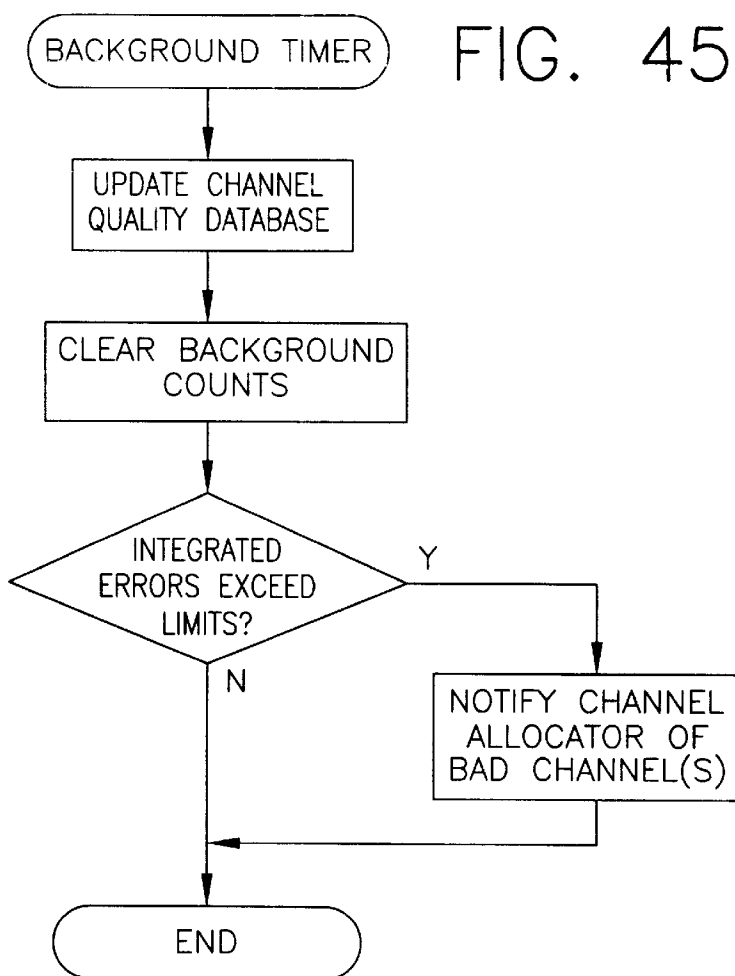 BACKGROUND TIMER
FIG. 45
UPDATE CHANNEL
QUALITY DATABASE
CLEAR BACKGROUND
COUNTS
INTEGRATED
ERRORS EXCEED
LIMITS?
Y
N
NOTIFY CHANNEL
ALLOCATOR OF
BAD CHANNEL(S)
END